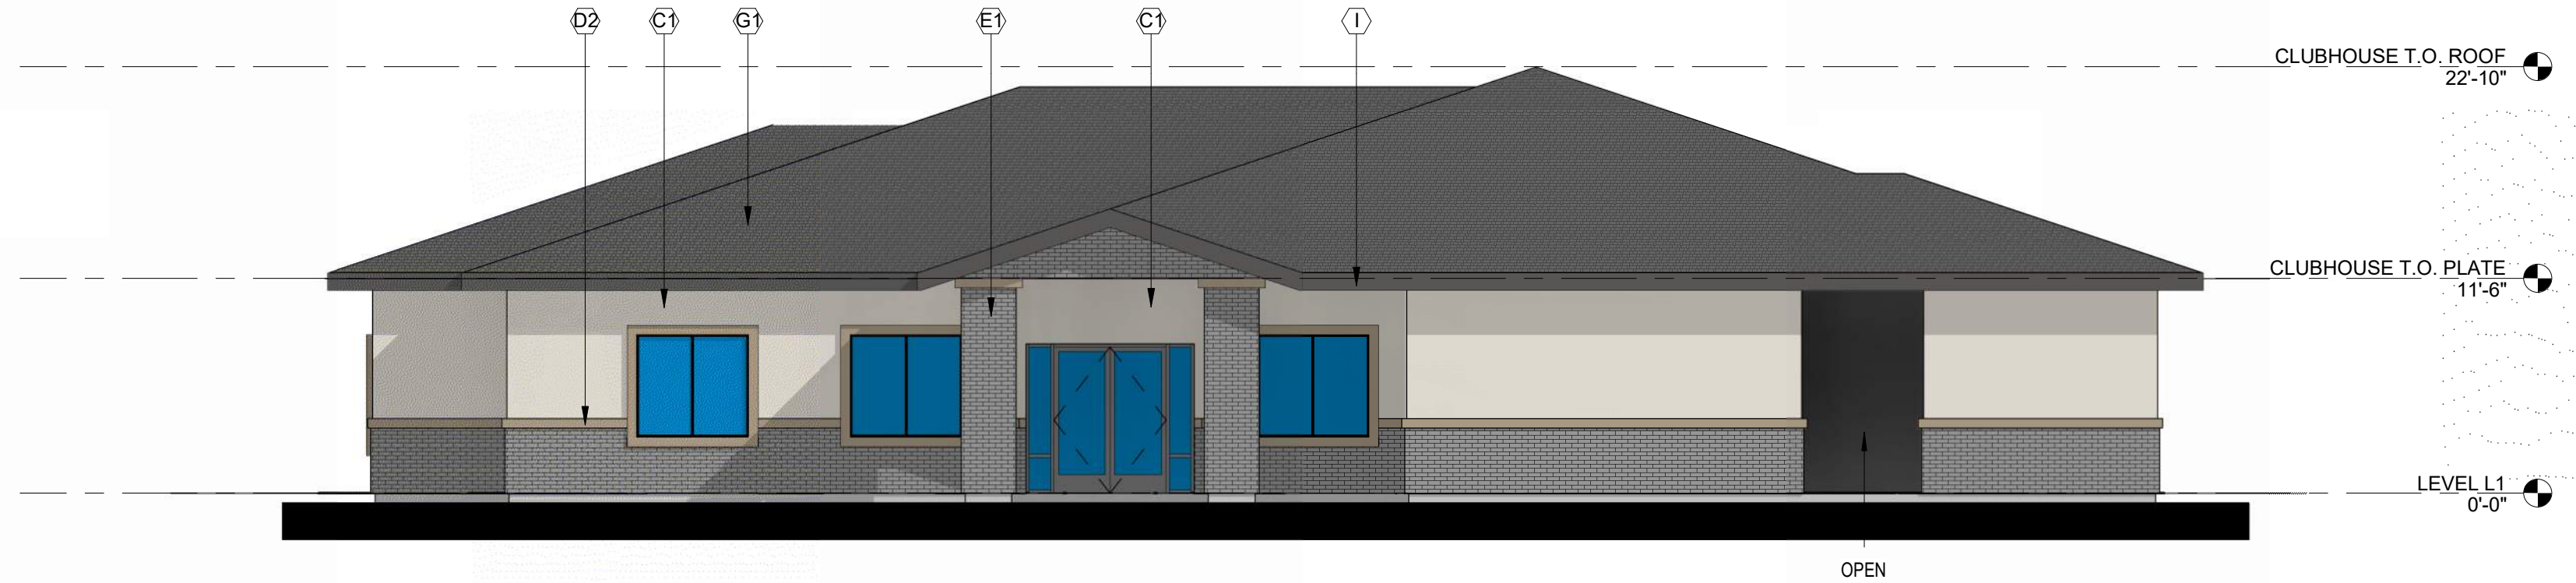 D2 C1 G1 E1 C1 I
CLUBHOUSE T.O. ROOF
22'-10"
CLUBHOUSE T.O. PLATE
11'-6"
LEVEL L1
0'-0"
OPEN